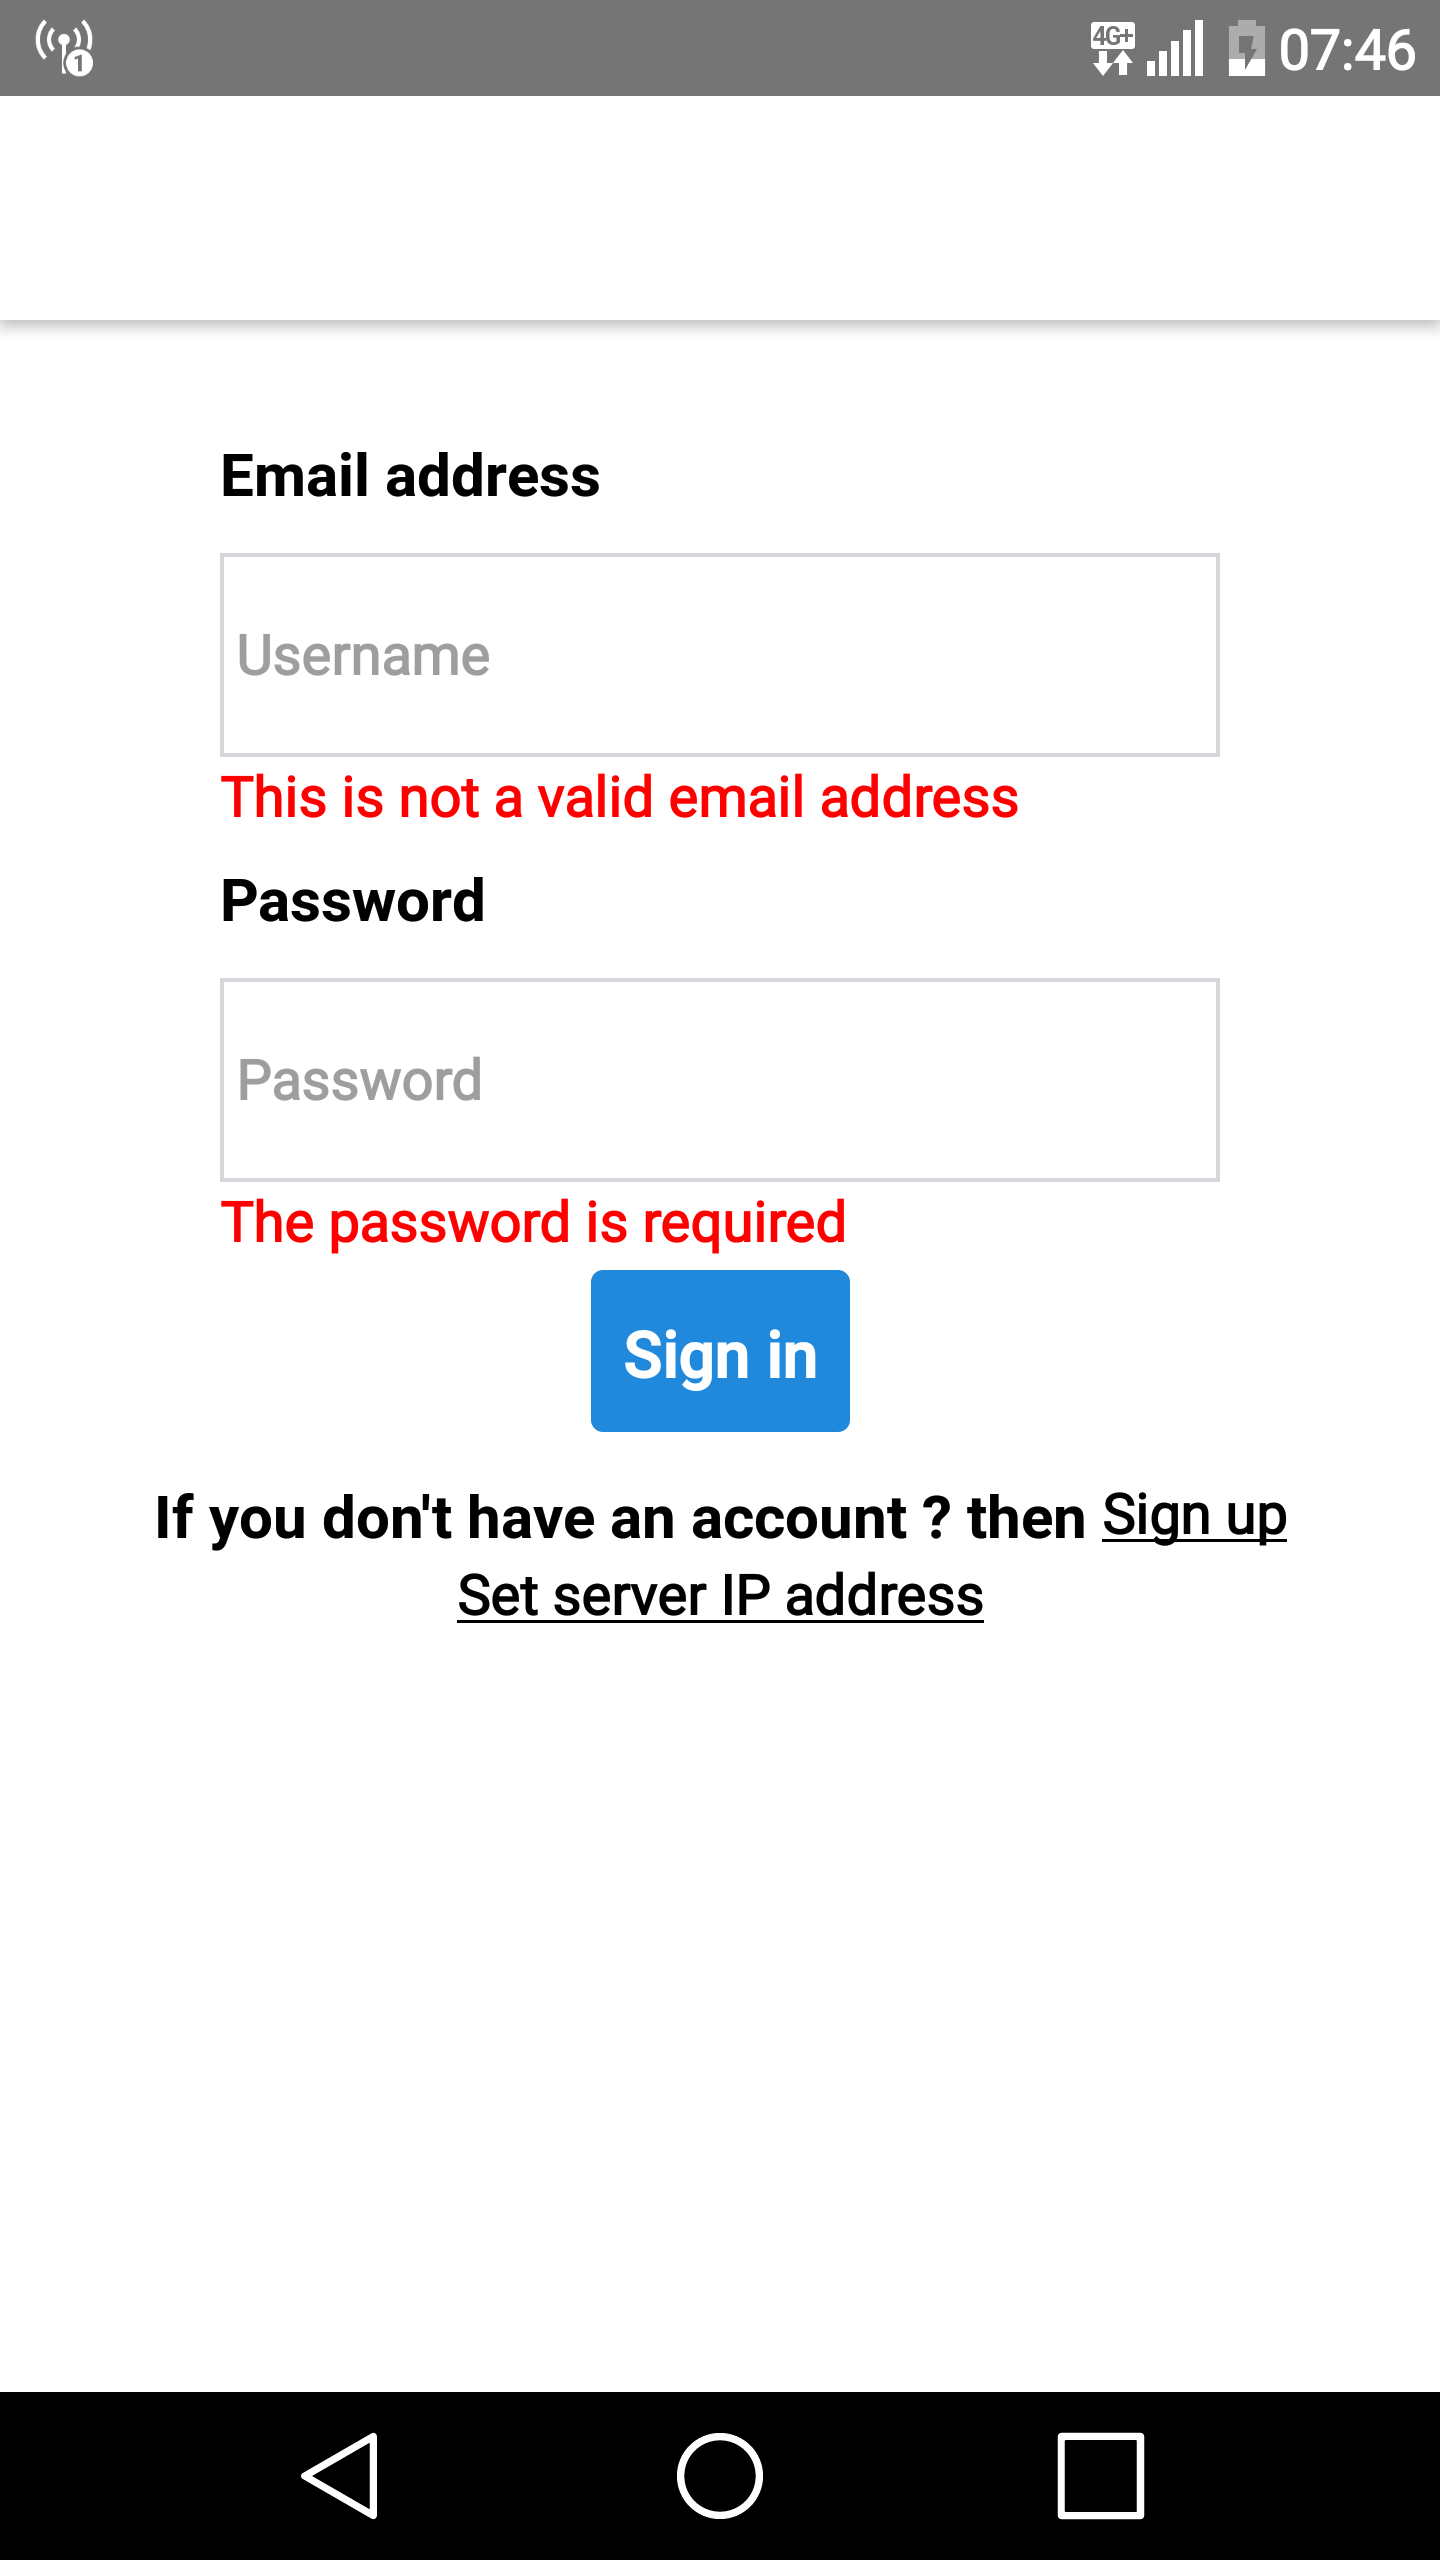 1 4G+ 07:46
Email address
Username
This is not a valid email address
Password
Password
The password is required
Sign in
If you don't have an account ? then Sign up
Set server IP address